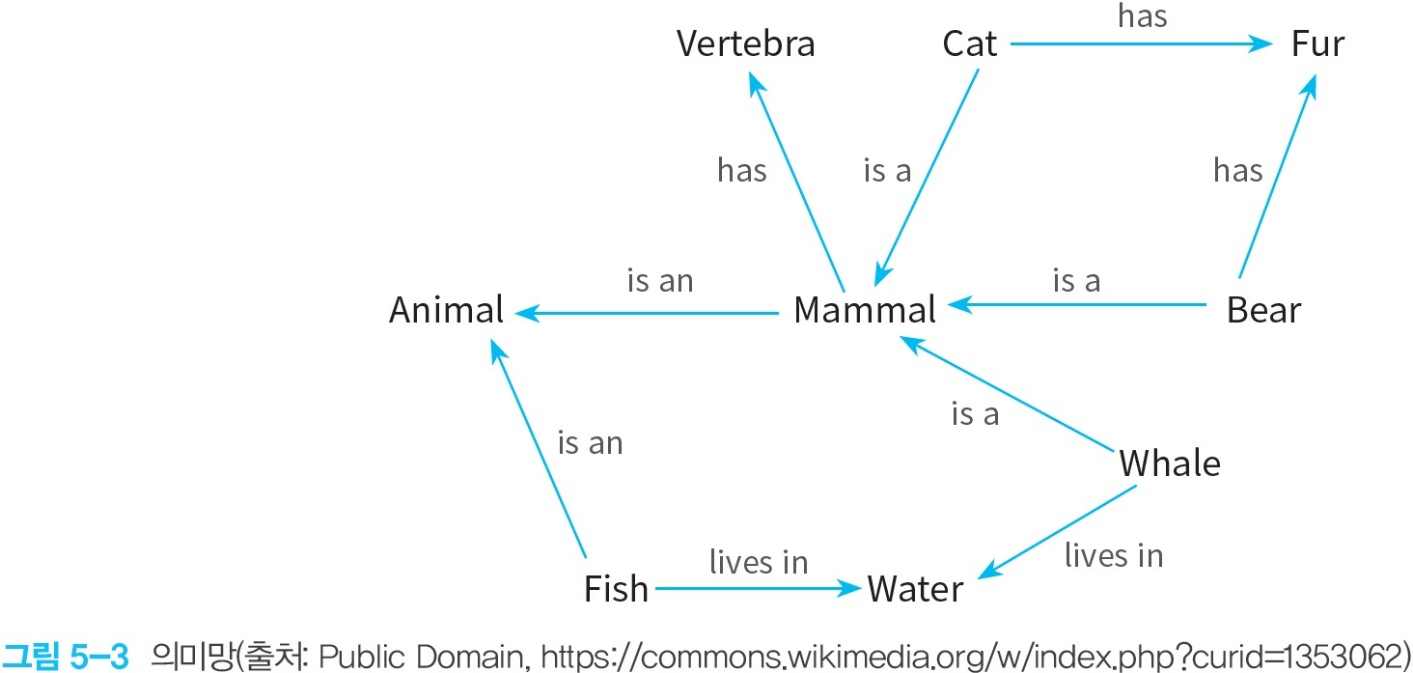 has
Vertebra Cat Fur
has is a has
is an is a
Animal Mammal Bear
is a
is an
Whale
lives in lives in
Fish Water
그림 5-3 의미망(출처: Public Domain, https://commons.wikimedia.org/w/index.php?curid=1353062)